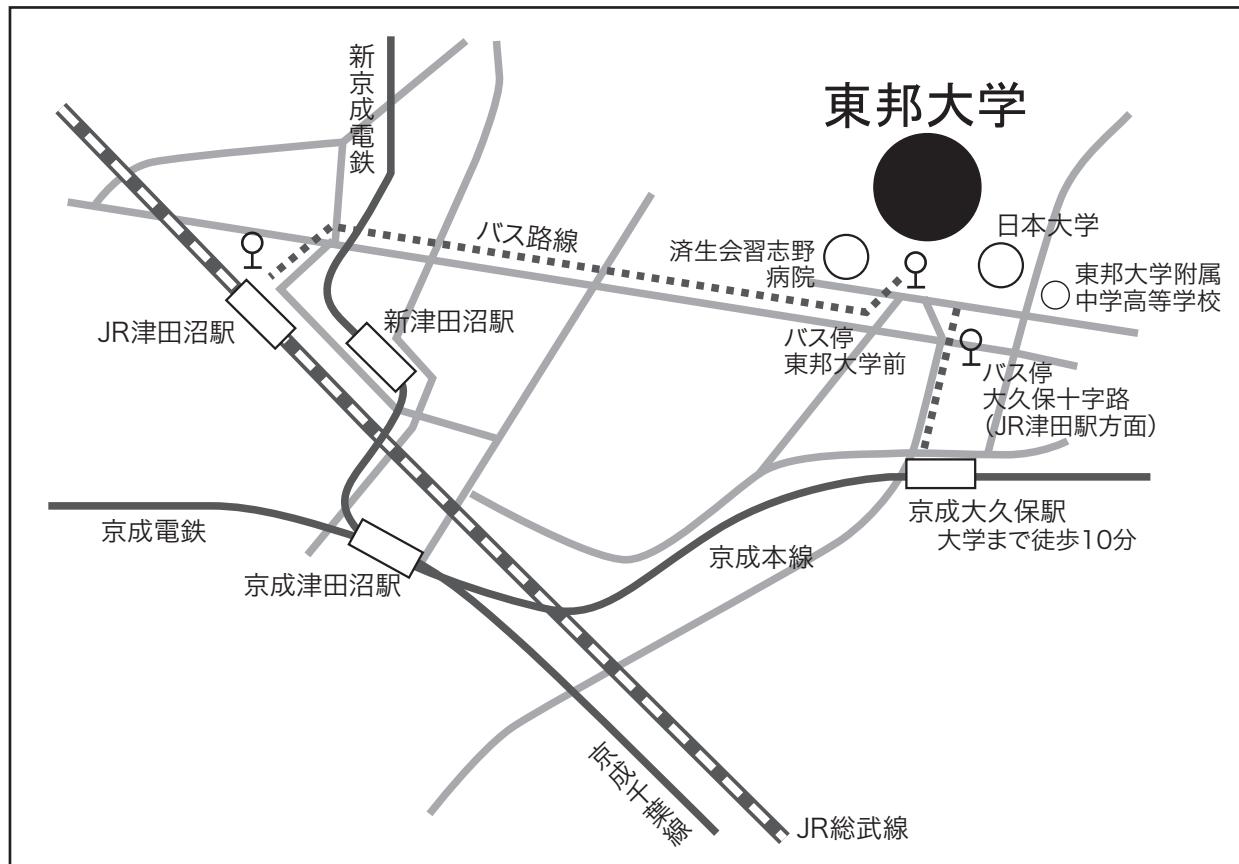 新京成電鉄
東邦大学
バス路線
済生会習志野
病院
日本大学
東邦大学附属
中学高等学校
JR津田沼駅
新津田沼駅
バス停
東邦大学前
バス停
大久保十字路
（JR津田駅方面）
京成電鉄
京成津田沼駅
京成本線
京成大久保駅
大学まで徒歩10分
京成千葉線
JR総武線